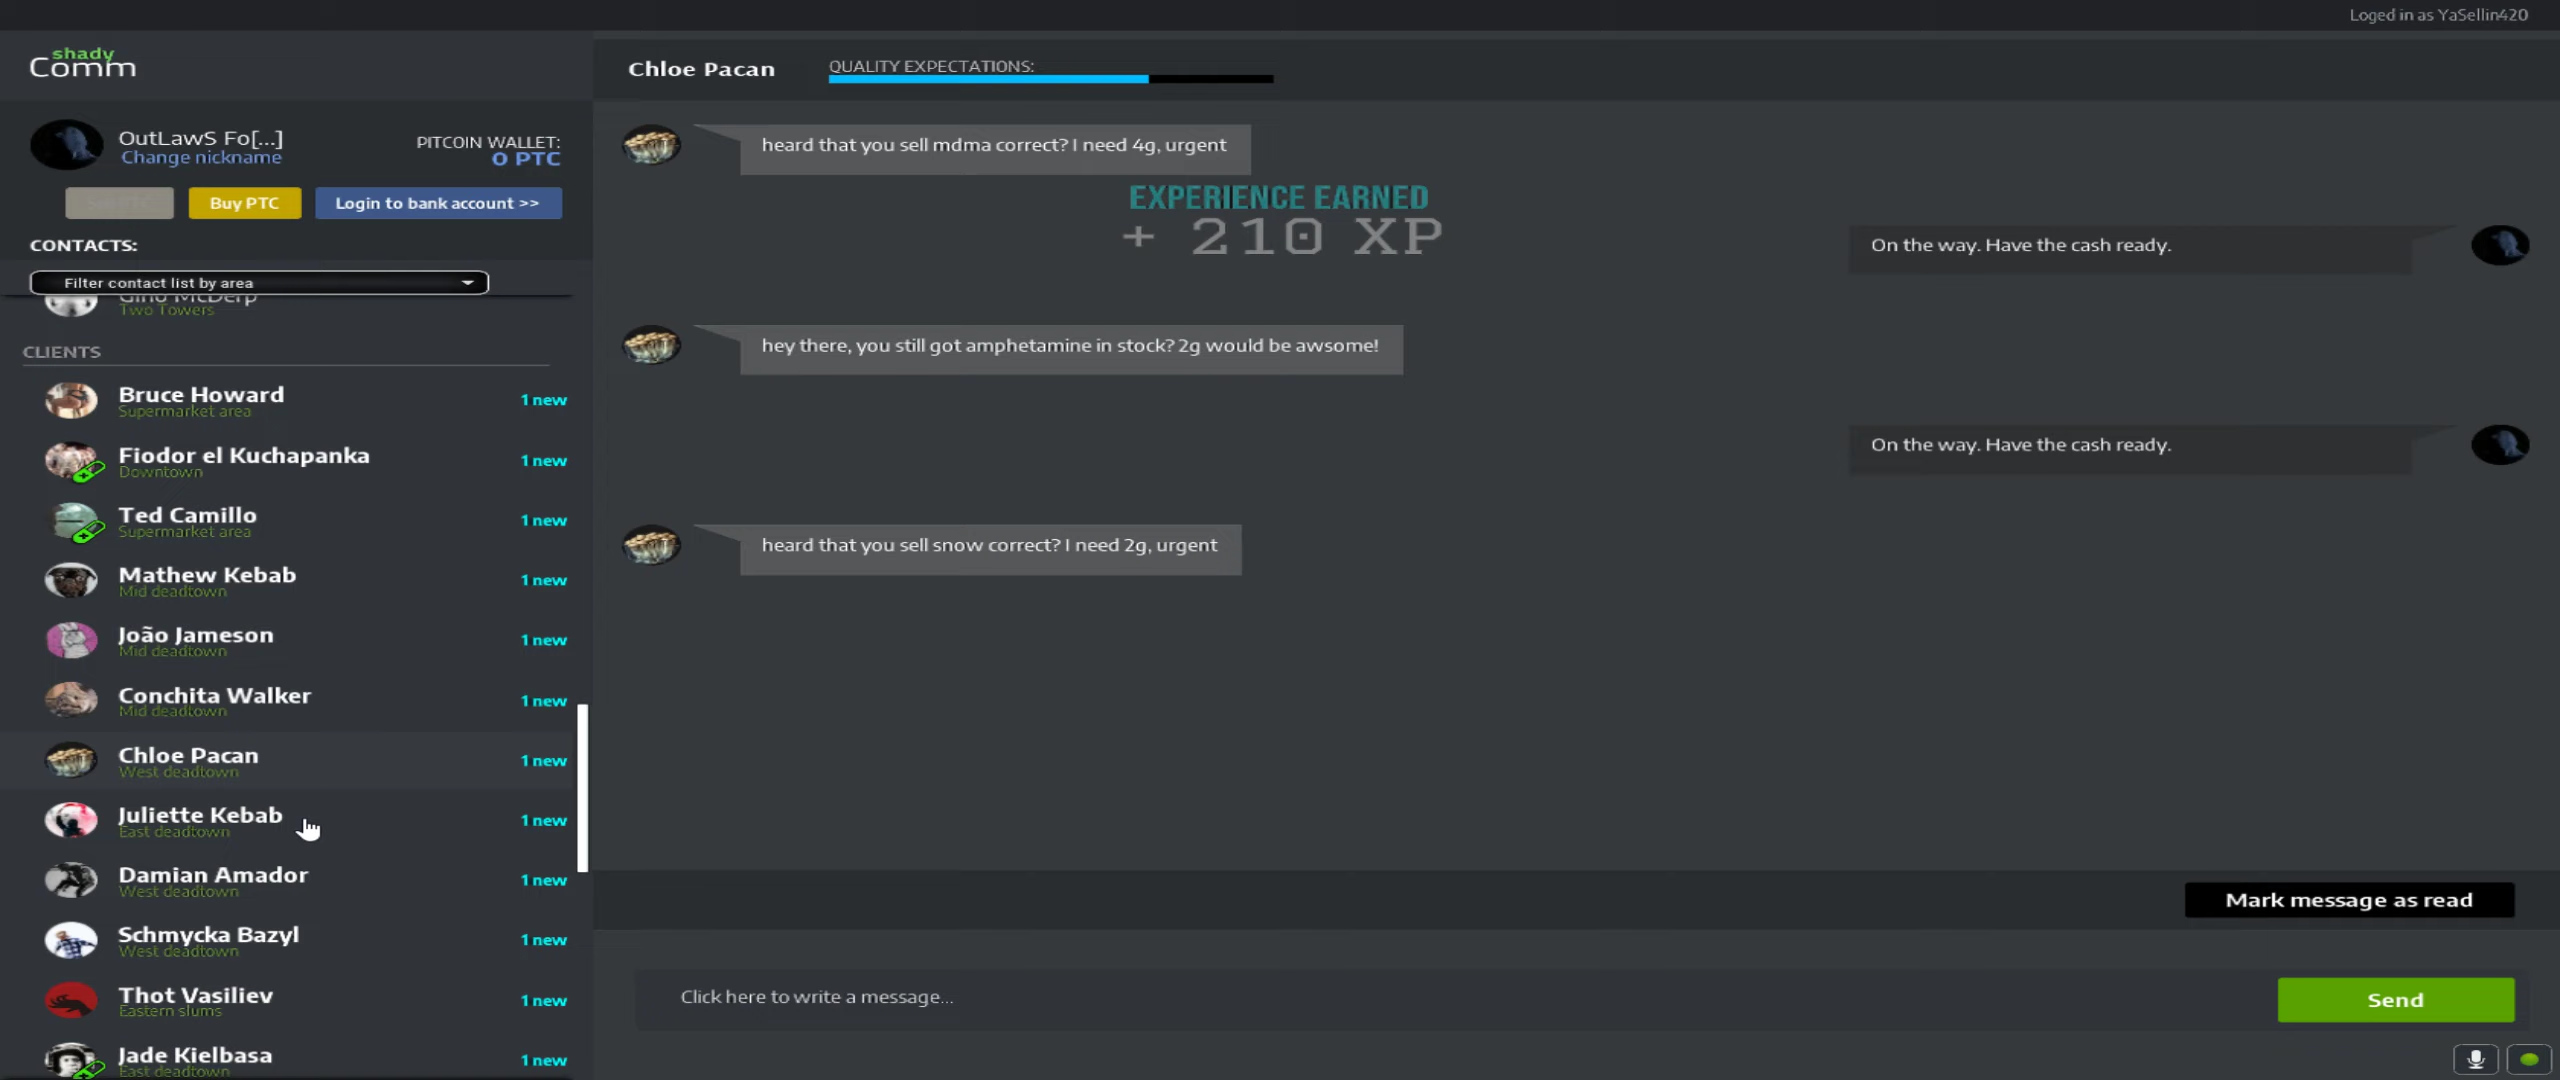 Loged in as YaSellin420
shady
Comm
OutLawS Fo[...]
Change nickname
PITCOIN WALLET:
0 PTC
Buy PTC
Login to bank account >>
CONTACTS:
Filter contact list by area
Gino McDerp
Two Towers
CLIENTS
Bruce Howard
Supermarket area
1 new
Fiodor el Kuchapanka
Downtown
1 new
Ted Camillo
Supermarket area
1 new
Mathew Kebab
Mid deadtown
1 new
João Jameson
Mid deadtown
1 new
Conchita Walker
Mid deadtown
1 new
Chloe Pacan
West deadtown
1 new
Juliette Kebab
East deadtown
1 new
Damian Amador
West deadtown
1 new
Schmycka Bazyl
West deadtown
1 new
Thot Vasiliev
Eastern slums
1 new
Jade Kielbasa
East deadtown
1 new
Chloe Pacan
QUALITY EXPECTATIONS:
heard that you sell mdma correct? I need 4g, urgent
EXPERIENCE EARNED
+ 210 XP
On the way. Have the cash ready.
hey there, you still got amphetamine in stock? 2g would be awsome!
On the way. Have the cash ready.
heard that you sell snow correct? I need 2g, urgent
Mark message as read
Click here to write a message...
Send